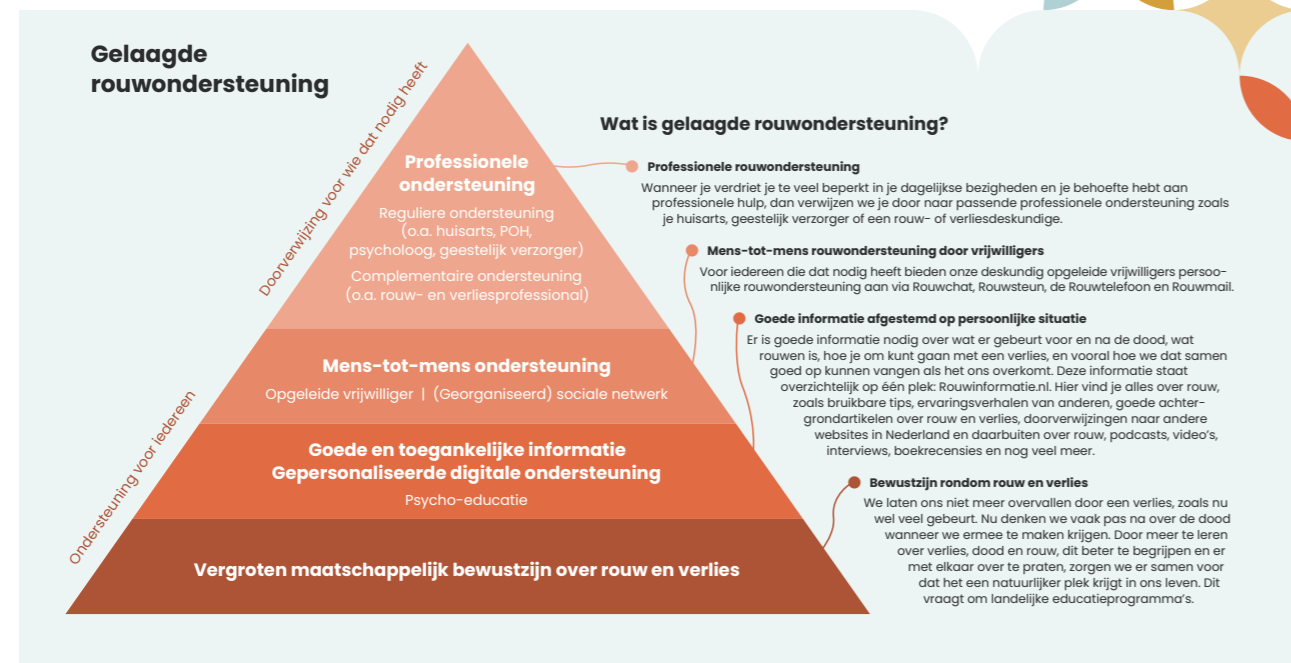 Gelaagde
rouwondersteuning
Doorverwijzing voor wie dat nodig heeft
Ondersteuning voor iedereen
Professionele
ondersteuning
Reguliere ondersteuning
(o.a. huisarts, POH,
psycholoog, geestelijk verzorger)
Complementaire ondersteuning
(o.a. rouw- en verliesprofessional)
Mens-tot-mens ondersteuning
Opgeleide vrijwilliger | (Georganiseerd) sociale netwerk
Goede en toegankelijke informatie
Gepersonaliseerde digitale ondersteuning
Psycho-educatie
Vergroten maatschappelijk bewustzijn over rouw en verlies
Wat is gelaagde rouwondersteuning?
Professionele rouwondersteuning
Wanneer je verdriet je te veel beperkt in je dagelijkse bezigheden en je behoefte hebt aan
professionele hulp, dan verwijzen we je door naar passende professionele ondersteuning zoals
je huisarts, geestelijk verzorger of een rouw- of verliesdeskundige.
Mens-tot-mens rouwondersteuning door vrijwilligers
Voor iedereen die dat nodig heeft bieden onze deskundig opgeleide vrijwilligers persoo-
nlijke rouwondersteuning aan via Rouwchat, Rouwsteun, de Rouwtelefoon en Rouwmail.
Goede informatie afgestemd op persoonlijke situatie
Er is goede informatie nodig over wat er gebeurt voor en na de dood, wat
rouwen is, hoe je om kunt gaan met een verlies, en vooral hoe we dat samen
goed op kunnen vangen als het ons overkomt. Deze informatie staat
overzichtelijk op één plek: Rouwinformatie.nl. Hier vind je alles over rouw,
zoals bruikbare tips, ervaringsverhalen van anderen, goede achter-
grondartikelen over rouw en verlies, doorverwijzingen naar andere
websites in Nederland en daarbuiten over rouw, podcasts, video's,
interviews, boekrecensies en nog veel meer.
Bewustzijn rondom rouw en verlies
We laten ons niet meer overvallen door een verlies, zoals nu
wel veel gebeurt. Nu denken we vaak pas na over de dood
wanneer we ermee te maken krijgen. Door meer te leren
over verlies, dood en rouw, dit beter te begrijpen en er
met elkaar over te praten, zorgen we er samen voor
dat het een natuurlijker plek krijgt in ons leven. Dit
vraagt om landelijke educatieprogramma's.